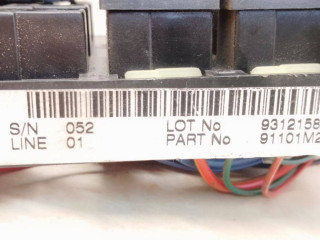 S/N 052 LOT No 9312158
LINE 01 PART No 91101M2